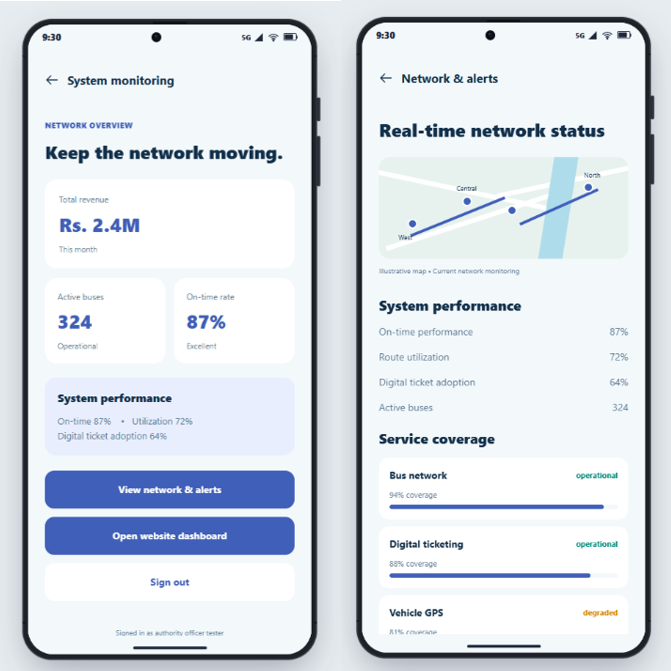 9:30
5G
System monitoring
NETWORK OVERVIEW
Keep the network moving.
Total revenue
Rs. 2.4M
This month
Active buses
324
Operational
On-time rate
87%
Excellent
System performance
On-time 87% • Utilization 72%
Digital ticket adoption 64%
View network & alerts
Open website dashboard
Sign out
Signed in as authority officer tester
9:30
5G
Network & alerts
Real-time network status
North
Central
West
Illustrative map • Current network monitoring
System performance
On-time performance 87%
Route utilization 72%
Digital ticket adoption 64%
Active buses 324
Service coverage
Bus network operational
94% coverage
Digital ticketing operational
88% coverage
Vehicle GPS degraded
81% coverage